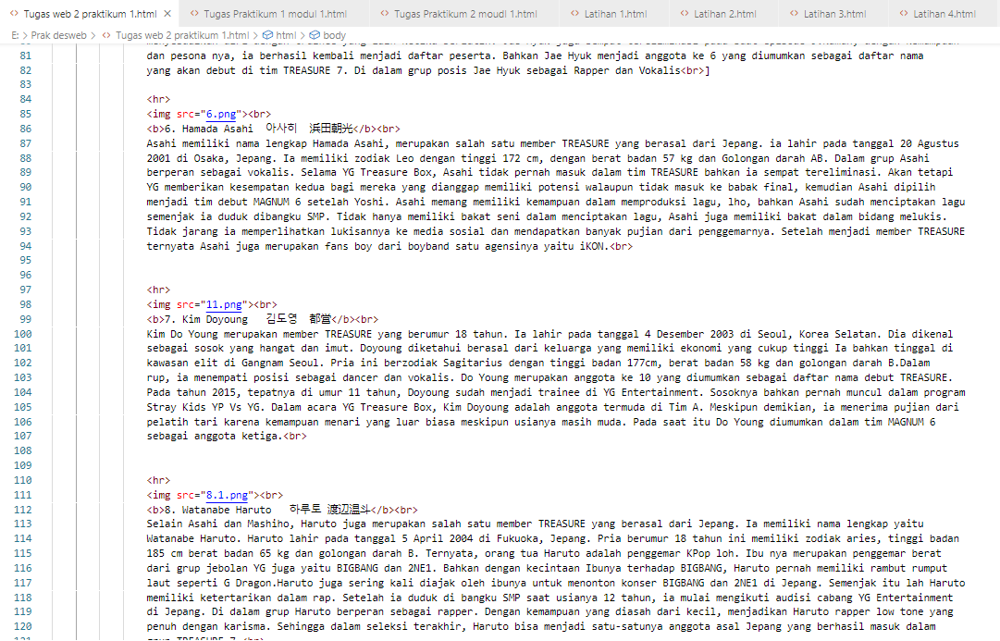 Tugas web 2 praktikum 1.html Tugas Praktikum 1 modul 1.html Tugas Praktikum 2 moudl 1.html Latihan 1.html Latihan 2.html Latihan 3.html Latihan 4.html
E: > Prak desweb > Tugas web 2 praktikum 1.html > html > body
81 dan pesona nya, ia berhasil kembali menjadi daftar peserta. Bahkan Jae Hyuk menjadi anggota ke 6 yang diumumkan sebagai daftar nama
82 yang akan debut di tim TREASURE 7. Di dalam grup posis Jae Hyuk sebagai Rapper dan Vokalis<br>]
83
84 <hr>
85 <img src="6.png"><br>
86 <b>6. Hamada Asahi 아사히 浜田朝光</b><br>
87 Asahi memiliki nama lengkap Hamada Asahi, merupakan salah satu member TREASURE yang berasal dari Jepang. ia lahir pada tanggal 20 Agustus
88 2001 di Osaka, Jepang. Ia memiliki zodiak Leo dengan tinggi 172 cm, dengan berat badan 57 kg dan Golongan darah AB. Dalam grup Asahi
89 berperan sebagai vokalis. Selama YG Treasure Box, Asahi tidak pernah masuk dalam tim TREASURE bahkan ia sempat tereliminasi. Akan tetapi
90 YG memberikan kesempatan kedua bagi mereka yang dianggap memiliki potensi walaupun tidak masuk ke babak final, kemudian Asahi dipilih
91 menjadi tim debut MAGNUM 6 setelah Yoshi. Asahi memang memiliki kemampuan dalam memproduksi lagu, lho, bahkan Asahi sudah menciptakan lagu
92 semenjak ia duduk dibangku SMP. Tidak hanya memiliki bakat seni dalam menciptakan lagu, Asahi juga memiliki bakat dalam bidang melukis.
93 Tidak jarang ia memperlihatkan lukisannya ke media sosial dan mendapatkan banyak pujian dari penggemarnya. Setelah menjadi member TREASURE
94 ternyata Asahi juga merupakan fans boy dari boyband satu agensinya yaitu iKON.<br>
95
96
97 <hr>
98 <img src="11.png"><br>
99 <b>7. Kim Doyoung 김도영 都営</b><br>
100 Kim Do Young merupakan member TREASURE yang berumur 18 tahun. Ia lahir pada tanggal 4 Desember 2003 di Seoul, Korea Selatan. Dia dikenal
101 sebagai sosok yang hangat dan imut. Doyoung diketahui berasal dari keluarga yang memiliki ekonomi yang cukup tinggi Ia bahkan tinggal di
102 kawasan elit di Gangnam Seoul. Pria ini berzodiak Sagitarius dengan tinggi badan 177cm, berat badan 58 kg dan golongan darah B.Dalam
103 rup, ia menempati posisi sebagai dancer dan vokalis. Do Young merupakan anggota ke 10 yang diumumkan sebagai daftar nama debut TREASURE.
104 Pada tahun 2015, tepatnya di umur 11 tahun, Doyoung sudah menjadi trainee di YG Entertainment. Sosoknya bahkan pernah muncul dalam program
105 Stray Kids YP Vs YG. Dalam acara YG Treasure Box, Kim Doyoung adalah anggota termuda di Tim A. Meskipun demikian, ia menerima pujian dari
106 pelatih tari karena kemampuan menari yang luar biasa meskipun usianya masih muda. Pada saat itu Do Young diumumkan dalam tim MAGNUM 6
107 sebagai anggota ketiga.<br>
108
109
110 <hr>
111 <img src="8.1.png"><br>
112 <b>8. Watanabe Haruto 하루토 渡辺温斗</b><br>
113 Selain Asahi dan Mashiho, Haruto juga merupakan salah satu member TREASURE yang berasal dari Jepang. Ia memiliki nama lengkap yaitu
114 Watanabe Haruto. Haruto lahir pada tanggal 5 April 2004 di Fukuoka, Jepang. Pria berumur 18 tahun ini memiliki zodiak aries, tinggi badan
115 185 cm berat badan 65 kg dan golongan darah B. Ternyata, orang tua Haruto adalah penggemar KPop loh. Ibu nya merupakan penggemar berat
116 dari grup jebolan YG juga yaitu BIGBANG dan 2NE1. Bahkan dengan kecintaan Ibunya terhadap BIGBANG, Haruto pernah memiliki rambut rumput
117 laut seperti G Dragon.Haruto juga sering kali diajak oleh ibunya untuk menonton konser BIGBANG dan 2NE1 di Jepang. Semenjak itu lah Haruto
118 memiliki ketertarikan dalam rap. Setelah ia duduk di bangku SMP saat usianya 12 tahun, ia mulai mengikuti audisi cabang YG Entertainment
119 di Jepang. Di dalam grup Haruto berperan sebagai rapper. Dengan kemampuan yang diasah dari kecil, menjadikan Haruto rapper low tone yang
120 penuh dengan karisma. Sehingga dalam seleksi terakhir, Haruto bisa menjadi satu-satunya anggota asal Jepang yang berhasil masuk dalam